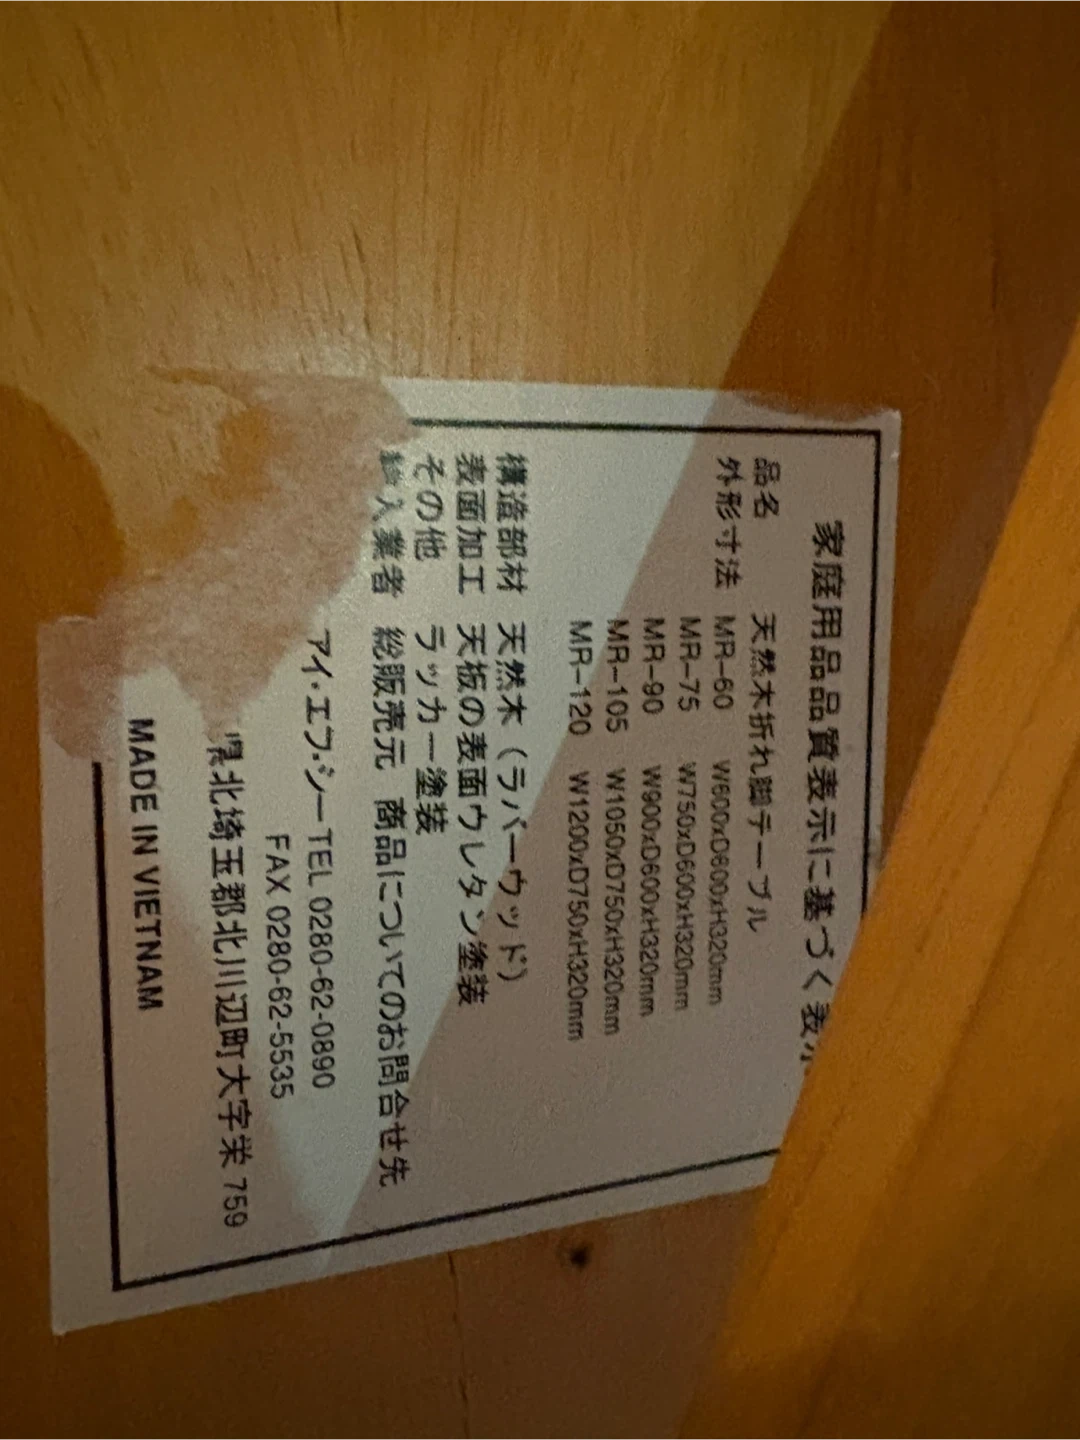 家庭用品品質表示に基づく表
品名 天然木折れ脚テーブル
外形寸法 MR-60 W600xD600xH320mm
MR-75 W750xD600xH320mm
MR-90 W900xD600xH320mm
MR-105 W1050xD750xH320mm
MR-120 W1200xD750xH320mm
構造部材 天然木（ラバーウッド）
表面加工 天板の表面ウレタン塗装
その他 ラッカー塗装
輸入業者 総販売元 商品についてのお問合せ先
アイ・エフ・シー TEL 0280-62-0890
FAX 0280-62-5535
県北埼玉郡北川辺町大字栄 759
MADE IN VIETNAM